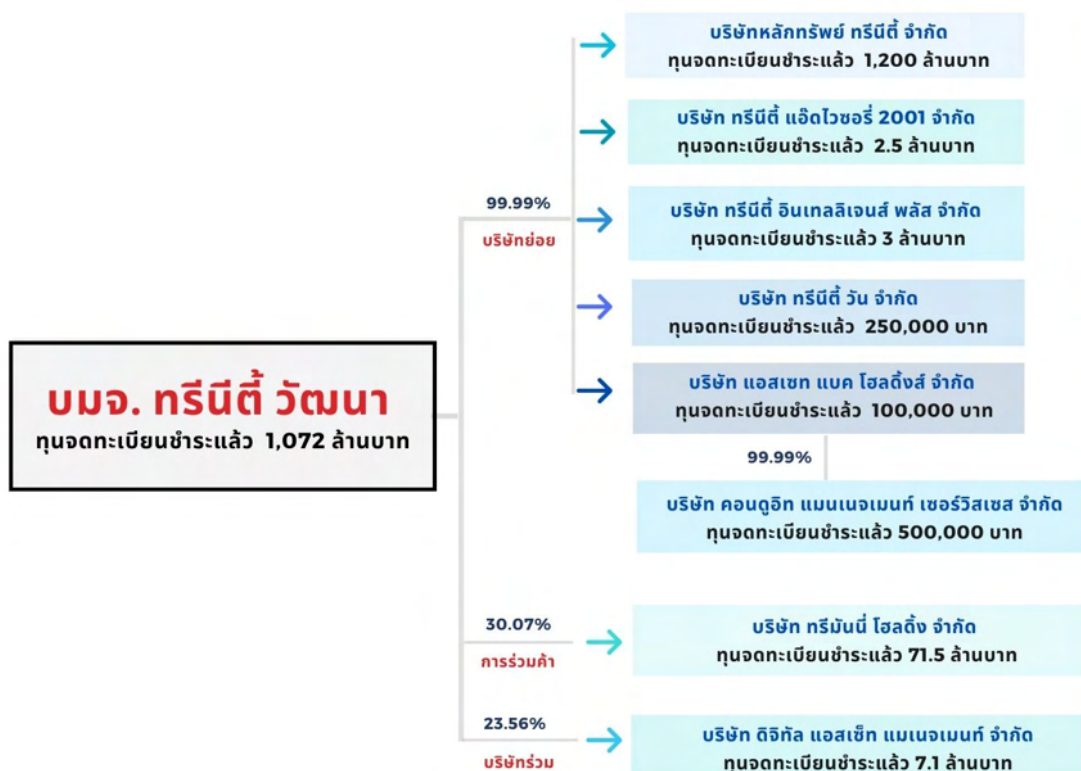 บริษัทหลักทรัพย์ ทรีนีตี้ จำกัด
ทุนจดทะเบียนชำระแล้ว 1,200 ล้านบาท
บริษัท ทรีนีตี้ แอ๊ดไวซอรี่ 2001 จำกัด
ทุนจดทะเบียนชำระแล้ว 2.5 ล้านบาท
99.99%
บริษัทย่อย
บริษัท ทรีนีตี้ อินเทลลิเจนส์ พลัส จำกัด
ทุนจดทะเบียนชำระแล้ว 3 ล้านบาท
บริษัท ทรีนีตี้ วัน จำกัด
ทุนจดทะเบียนชำระแล้ว 250,000 บาท
บมจ. ทรีนีตี้ วัฒนา
ทุนจดทะเบียนชำระแล้ว 1,072 ล้านบาท
บริษัท แอสเซท แบค โฮลดิ้งส์ จำกัด
ทุนจดทะเบียนชำระแล้ว 100,000 บาท
99.99%
บริษัท คอนดูอิท แมนเนจเมนท์ เซอร์วิสเซส จำกัด
ทุนจดทะเบียนชำระแล้ว 500,000 บาท
30.07%
การร่วมค้า
บริษัท ทรีมันนี่ โฮลดิ้ง จำกัด
ทุนจดทะเบียนชำระแล้ว 71.5 ล้านบาท
23.56%
บริษัทร่วม
บริษัท ดิจิทัล แอสเซ็ท แมเนจเมนท์ จำกัด
ทุนจดทะเบียนชำระแล้ว 7.1 ล้านบาท